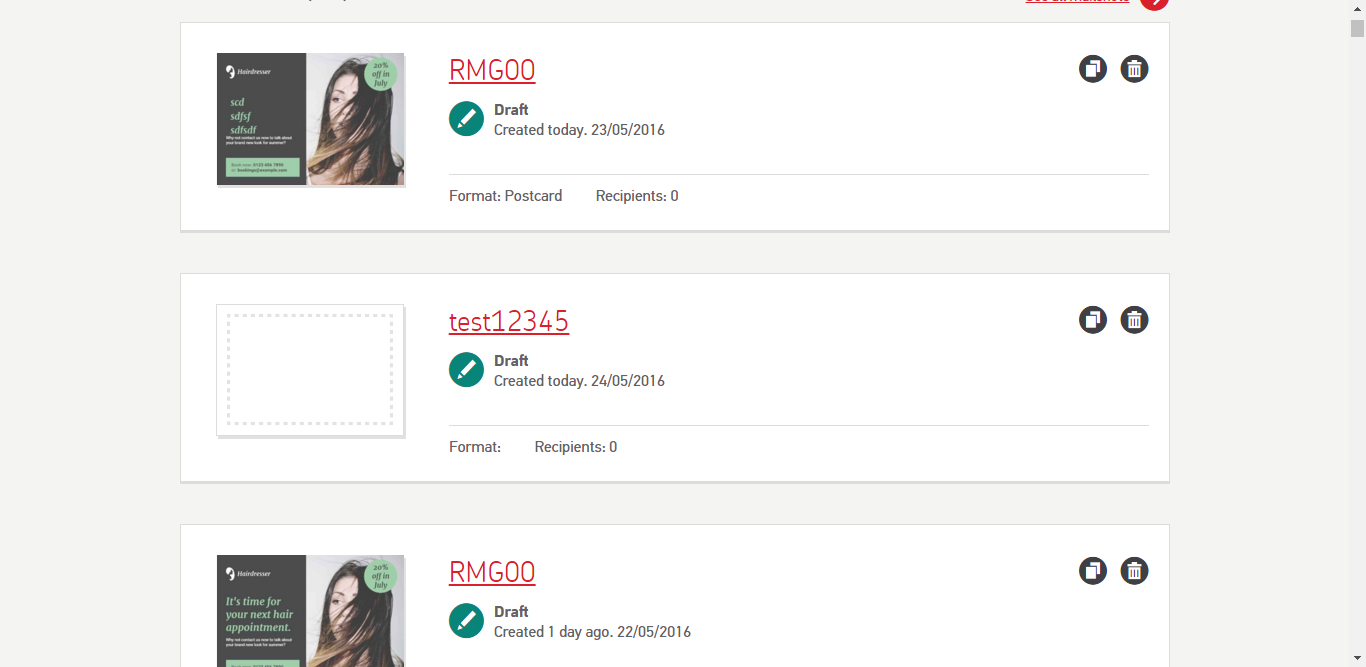 See all mailshots
Hairdresser
20%
off in
July
scd
sdfsf
sdfsdf
Why not contact us now to talk about
your brand new look for summer?
Book now: 0123 456 7890
or: bookings@example.com
RMG00
Draft
Created today. 23/05/2016
Format: Postcard
Recipients: 0
test12345
Draft
Created today. 24/05/2016
Format:
Recipients: 0
Hairdresser
20%
off in
July
It's time for
your next hair
appointment.
Why not contact us now to talk about
your brand new look for summer?
RMG00
Draft
Created 1 day ago. 22/05/2016